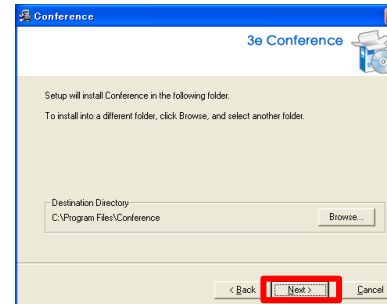 Conference
3e Conference
Setup will install Conference in the following folder.
To install into a different folder, click Browse, and select another folder.
Destination Directory
C:\Program Files\Conference
Browse...
< Back
Next >
Cancel